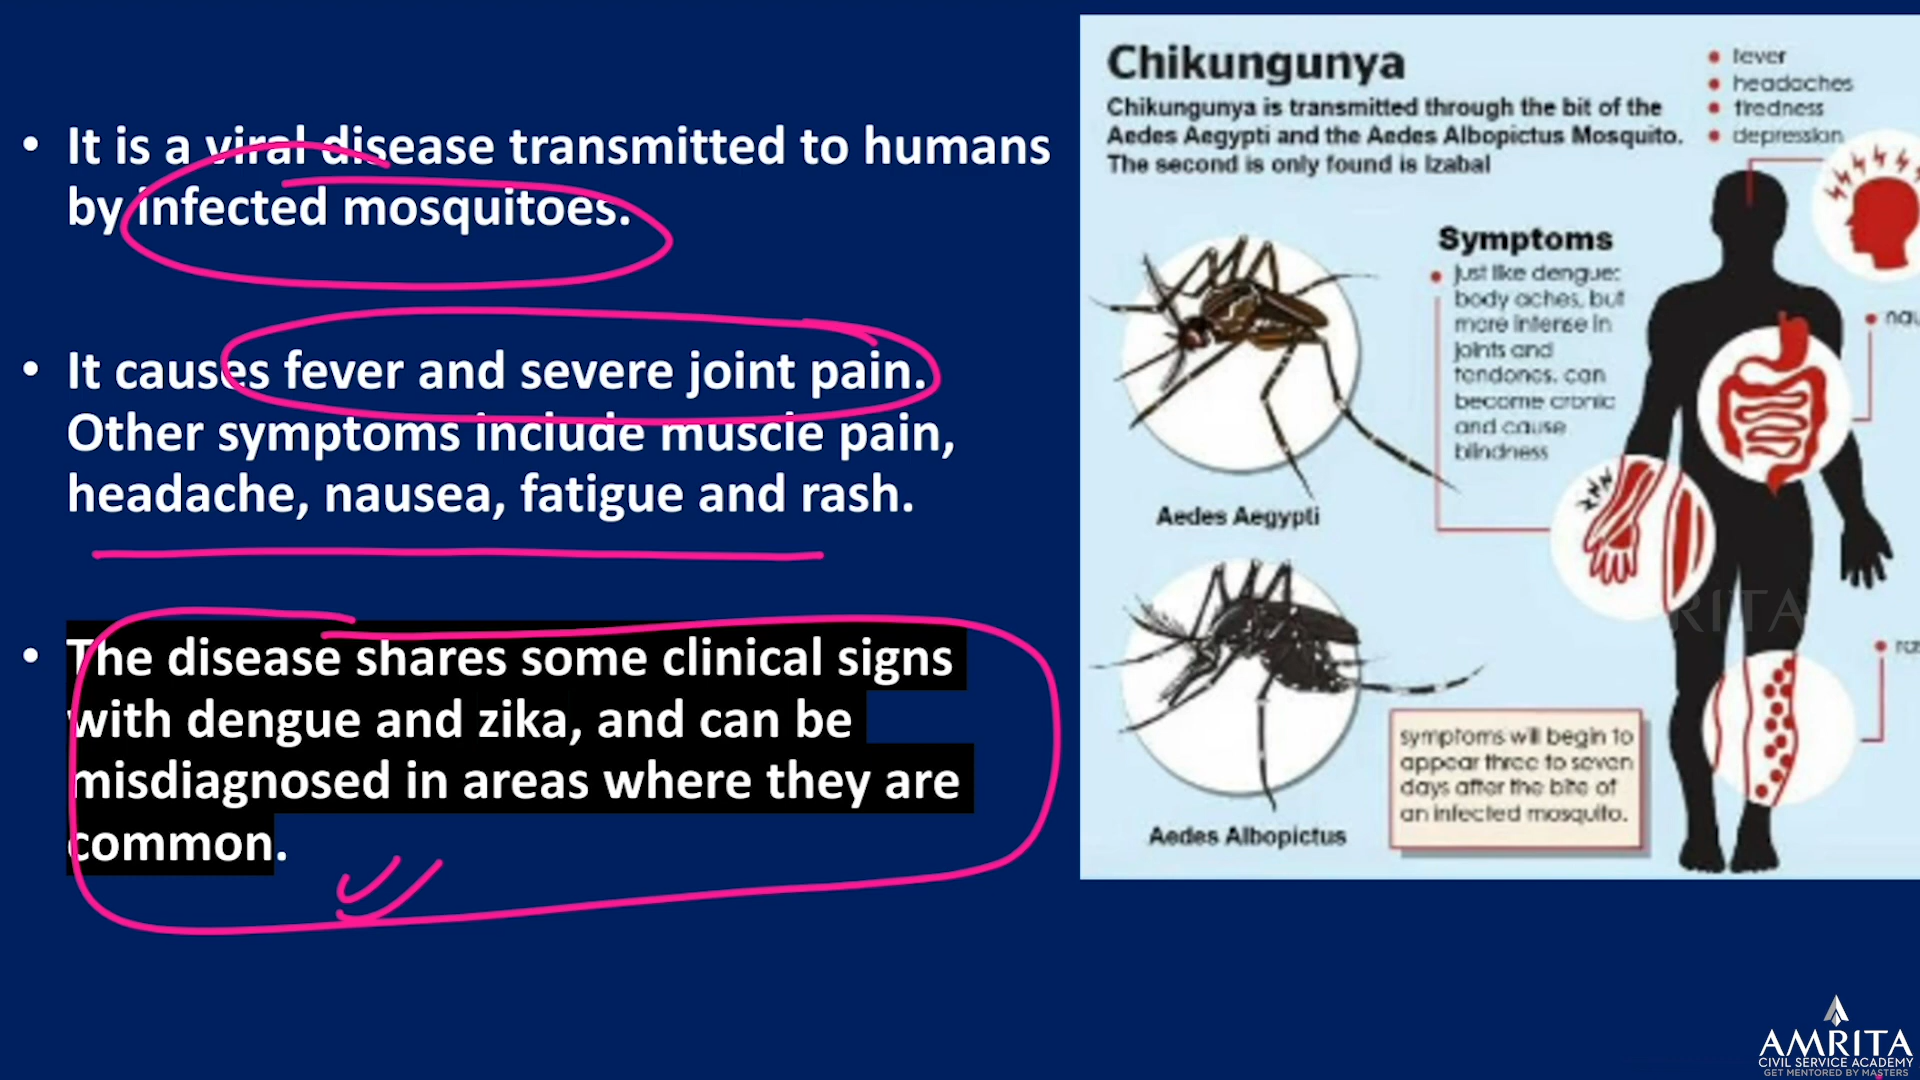 • It is a viral disease transmitted to humans
by infected mosquitoes.
• It causes fever and severe joint pain.
Other symptoms include muscle pain,
headache, nausea, fatigue and rash.
• The disease shares some clinical signs
with dengue and zika, and can be
misdiagnosed in areas where they are
common.
Chikungunya
Chikungunya is transmitted through the bit of the
Aedes Aegypti and the Aedes Albopictus Mosquito.
The second is only found is Izabal
• fever
• headaches
• tiredness
• depression
Symptoms
• just like dengue:
body aches, but
more intense in
joints and
tendones, can
become cronic
and cause
blindness
• nau
Aedes Aegypti
• ras
symptoms will begin to
appear three to seven
days after the bite of
an infected mosquito.
Aedes Albopictus
RITA
AMRITA
CIVIL SERVICE ACADEMY
GET MENTORED BY MASTERS